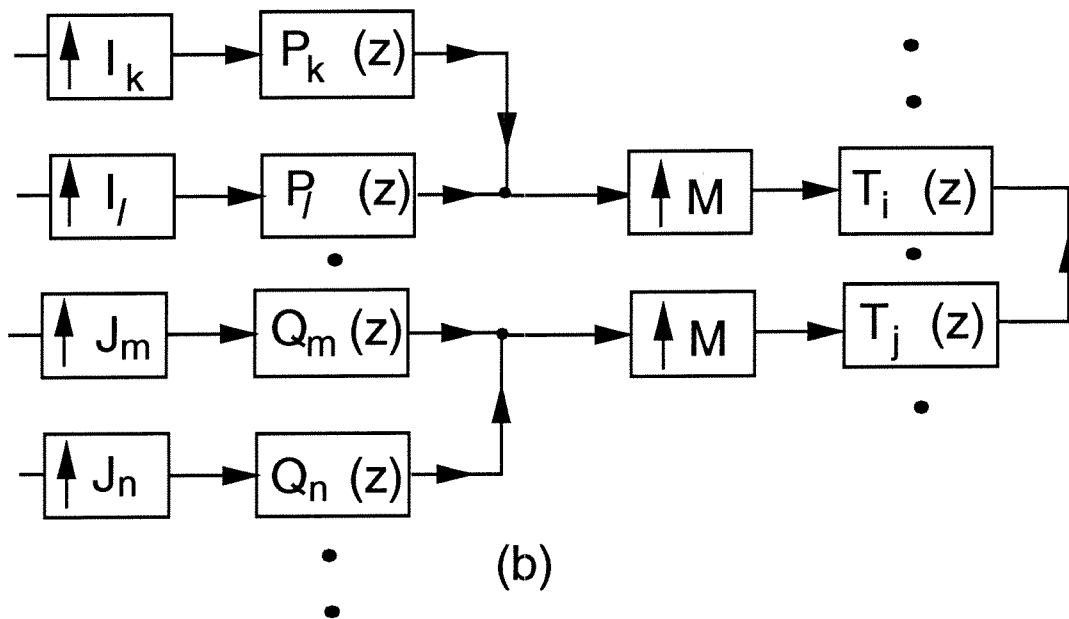 ↑ I_k P_k (z)
↑ I_l P_l (z) ↑ M T_i (z)
↑ J_m Q_m (z) ↑ M T_j (z)
↑ J_n Q_n (z)
(b)